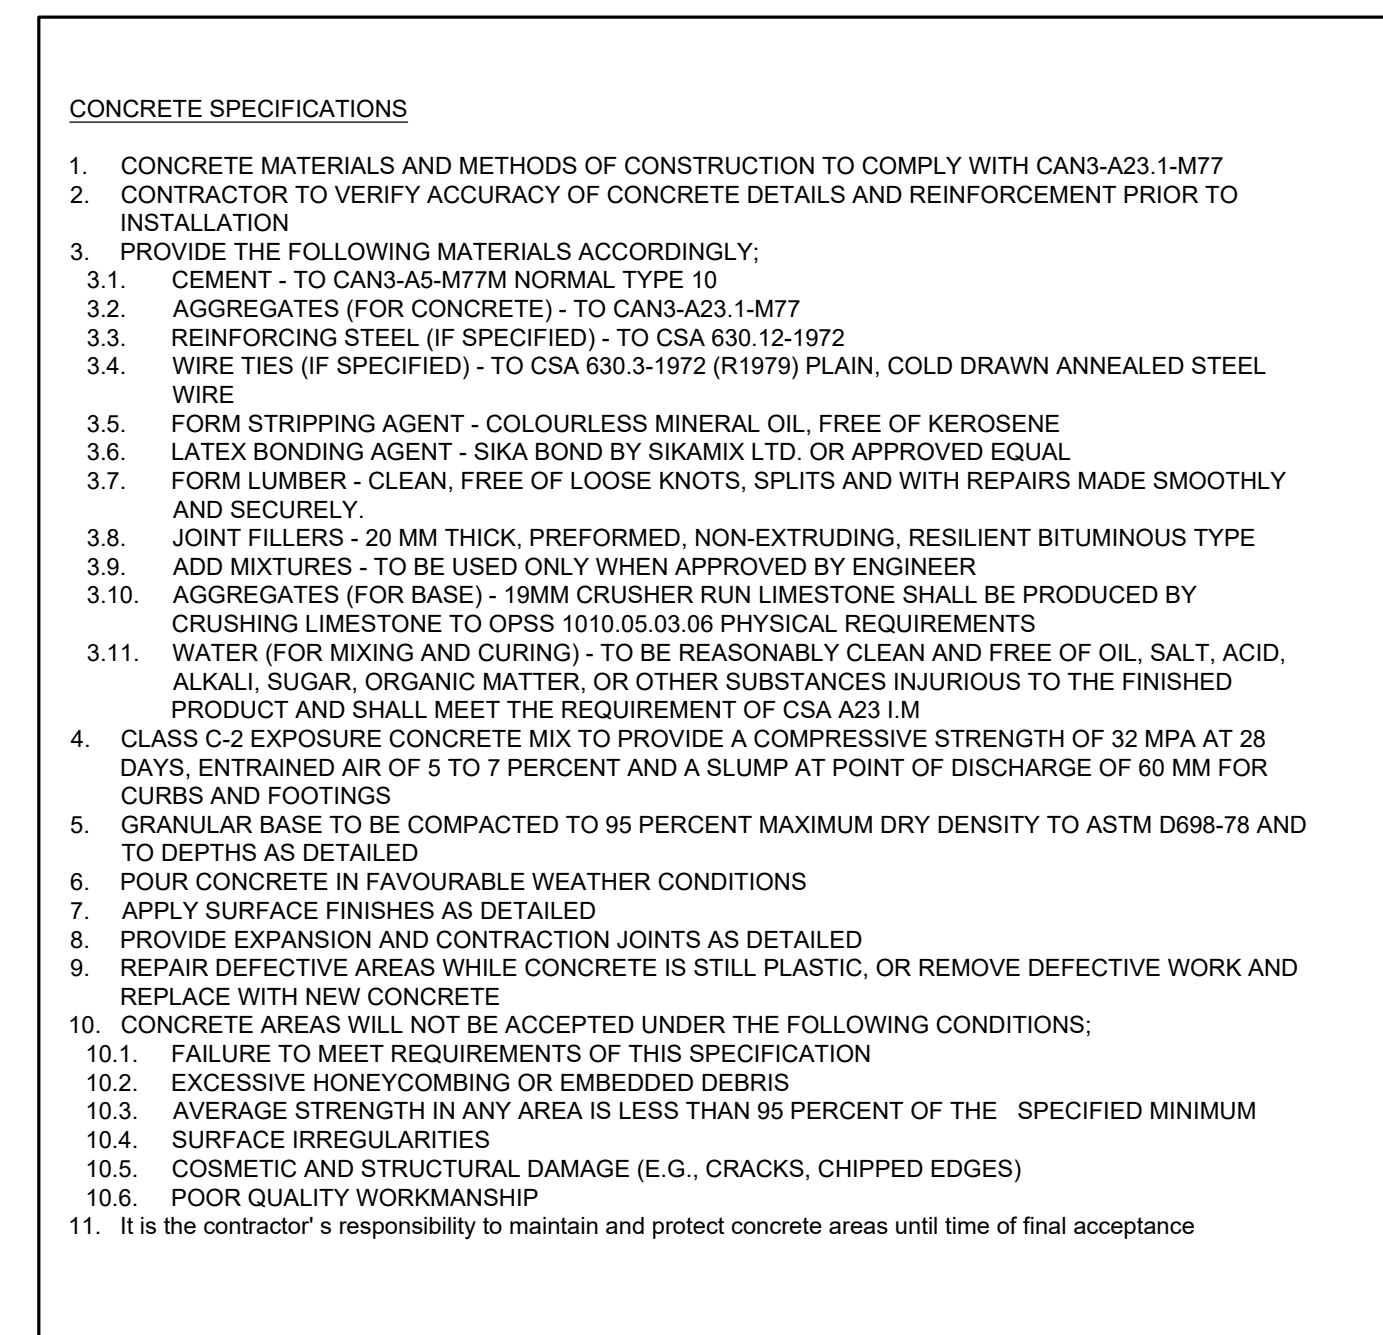 CONCRETE SPECIFICATIONS
1. CONCRETE MATERIALS AND METHODS OF CONSTRUCTION TO COMPLY WITH CAN3-A23.1-M77
2. CONTRACTOR TO VERIFY ACCURACY OF CONCRETE DETAILS AND REINFORCEMENT PRIOR TO
INSTALLATION
3. PROVIDE THE FOLLOWING MATERIALS ACCORDINGLY;
3.1. CEMENT - TO CAN3-A5-M77M NORMAL TYPE 10
3.2. AGGREGATES (FOR CONCRETE) - TO CAN3-A23.1-M77
3.3. REINFORCING STEEL (IF SPECIFIED) - TO CSA 630.12-1972
3.4. WIRE TIES (IF SPECIFIED) - TO CSA 630.3-1972 (R1979) PLAIN, COLD DRAWN ANNEALED STEEL
WIRE
3.5. FORM STRIPPING AGENT - COLOURLESS MINERAL OIL, FREE OF KEROSENE
3.6. LATEX BONDING AGENT - SIKA BOND BY SIKAMIX LTD. OR APPROVED EQUAL
3.7. FORM LUMBER - CLEAN, FREE OF LOOSE KNOTS, SPLITS AND WITH REPAIRS MADE SMOOTHLY
AND SECURELY.
3.8. JOINT FILLERS - 20 MM THICK, PREFORMED, NON-EXTRUDING, RESILIENT BITUMINOUS TYPE
3.9. ADD MIXTURES - TO BE USED ONLY WHEN APPROVED BY ENGINEER
3.10. AGGREGATES (FOR BASE) - 19MM CRUSHER RUN LIMESTONE SHALL BE PRODUCED BY
CRUSHING LIMESTONE TO OPSS 1010.05.03.06 PHYSICAL REQUIREMENTS
3.11. WATER (FOR MIXING AND CURING) - TO BE REASONABLY CLEAN AND FREE OF OIL, SALT, ACID,
ALKALI, SUGAR, ORGANIC MATTER, OR OTHER SUBSTANCES INJURIOUS TO THE FINISHED
PRODUCT AND SHALL MEET THE REQUIREMENT OF CSA A23 I.M
4. CLASS C-2 EXPOSURE CONCRETE MIX TO PROVIDE A COMPRESSIVE STRENGTH OF 32 MPA AT 28
DAYS, ENTRAINED AIR OF 5 TO 7 PERCENT AND A SLUMP AT POINT OF DISCHARGE OF 60 MM FOR
CURBS AND FOOTINGS
5. GRANULAR BASE TO BE COMPACTED TO 95 PERCENT MAXIMUM DRY DENSITY TO ASTM D698-78 AND
TO DEPTHS AS DETAILED
6. POUR CONCRETE IN FAVOURABLE WEATHER CONDITIONS
7. APPLY SURFACE FINISHES AS DETAILED
8. PROVIDE EXPANSION AND CONTRACTION JOINTS AS DETAILED
9. REPAIR DEFECTIVE AREAS WHILE CONCRETE IS STILL PLASTIC, OR REMOVE DEFECTIVE WORK AND
REPLACE WITH NEW CONCRETE
10. CONCRETE AREAS WILL NOT BE ACCEPTED UNDER THE FOLLOWING CONDITIONS;
10.1. FAILURE TO MEET REQUIREMENTS OF THIS SPECIFICATION
10.2. EXCESSIVE HONEYCOMBING OR EMBEDDED DEBRIS
10.3. AVERAGE STRENGTH IN ANY AREA IS LESS THAN 95 PERCENT OF THE SPECIFIED MINIMUM
10.4. SURFACE IRREGULARITIES
10.5. COSMETIC AND STRUCTURAL DAMAGE (E.G., CRACKS, CHIPPED EDGES)
10.6. POOR QUALITY WORKMANSHIP
11. It is the contractor' s responsibility to maintain and protect concrete areas until time of final acceptance